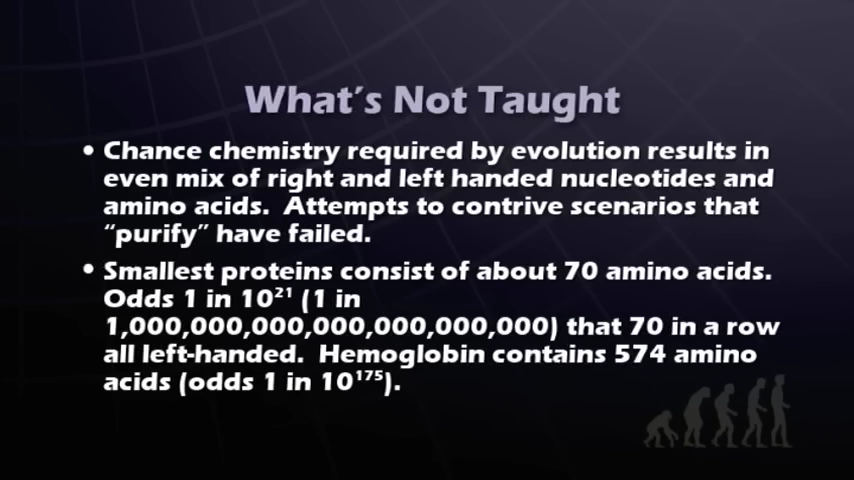 What's Not Taught
• Chance chemistry required by evolution results in
even mix of right and left handed nucleotides and
amino acids.  Attempts to contrive scenarios that
“purify” have failed.
• Smallest proteins consist of about 70 amino acids.
Odds 1 in 10²¹ (1 in
1,000,000,000,000,000,000,000) that 70 in a row
all left-handed.  Hemoglobin contains 574 amino
acids (odds 1 in 10¹⁷⁵).